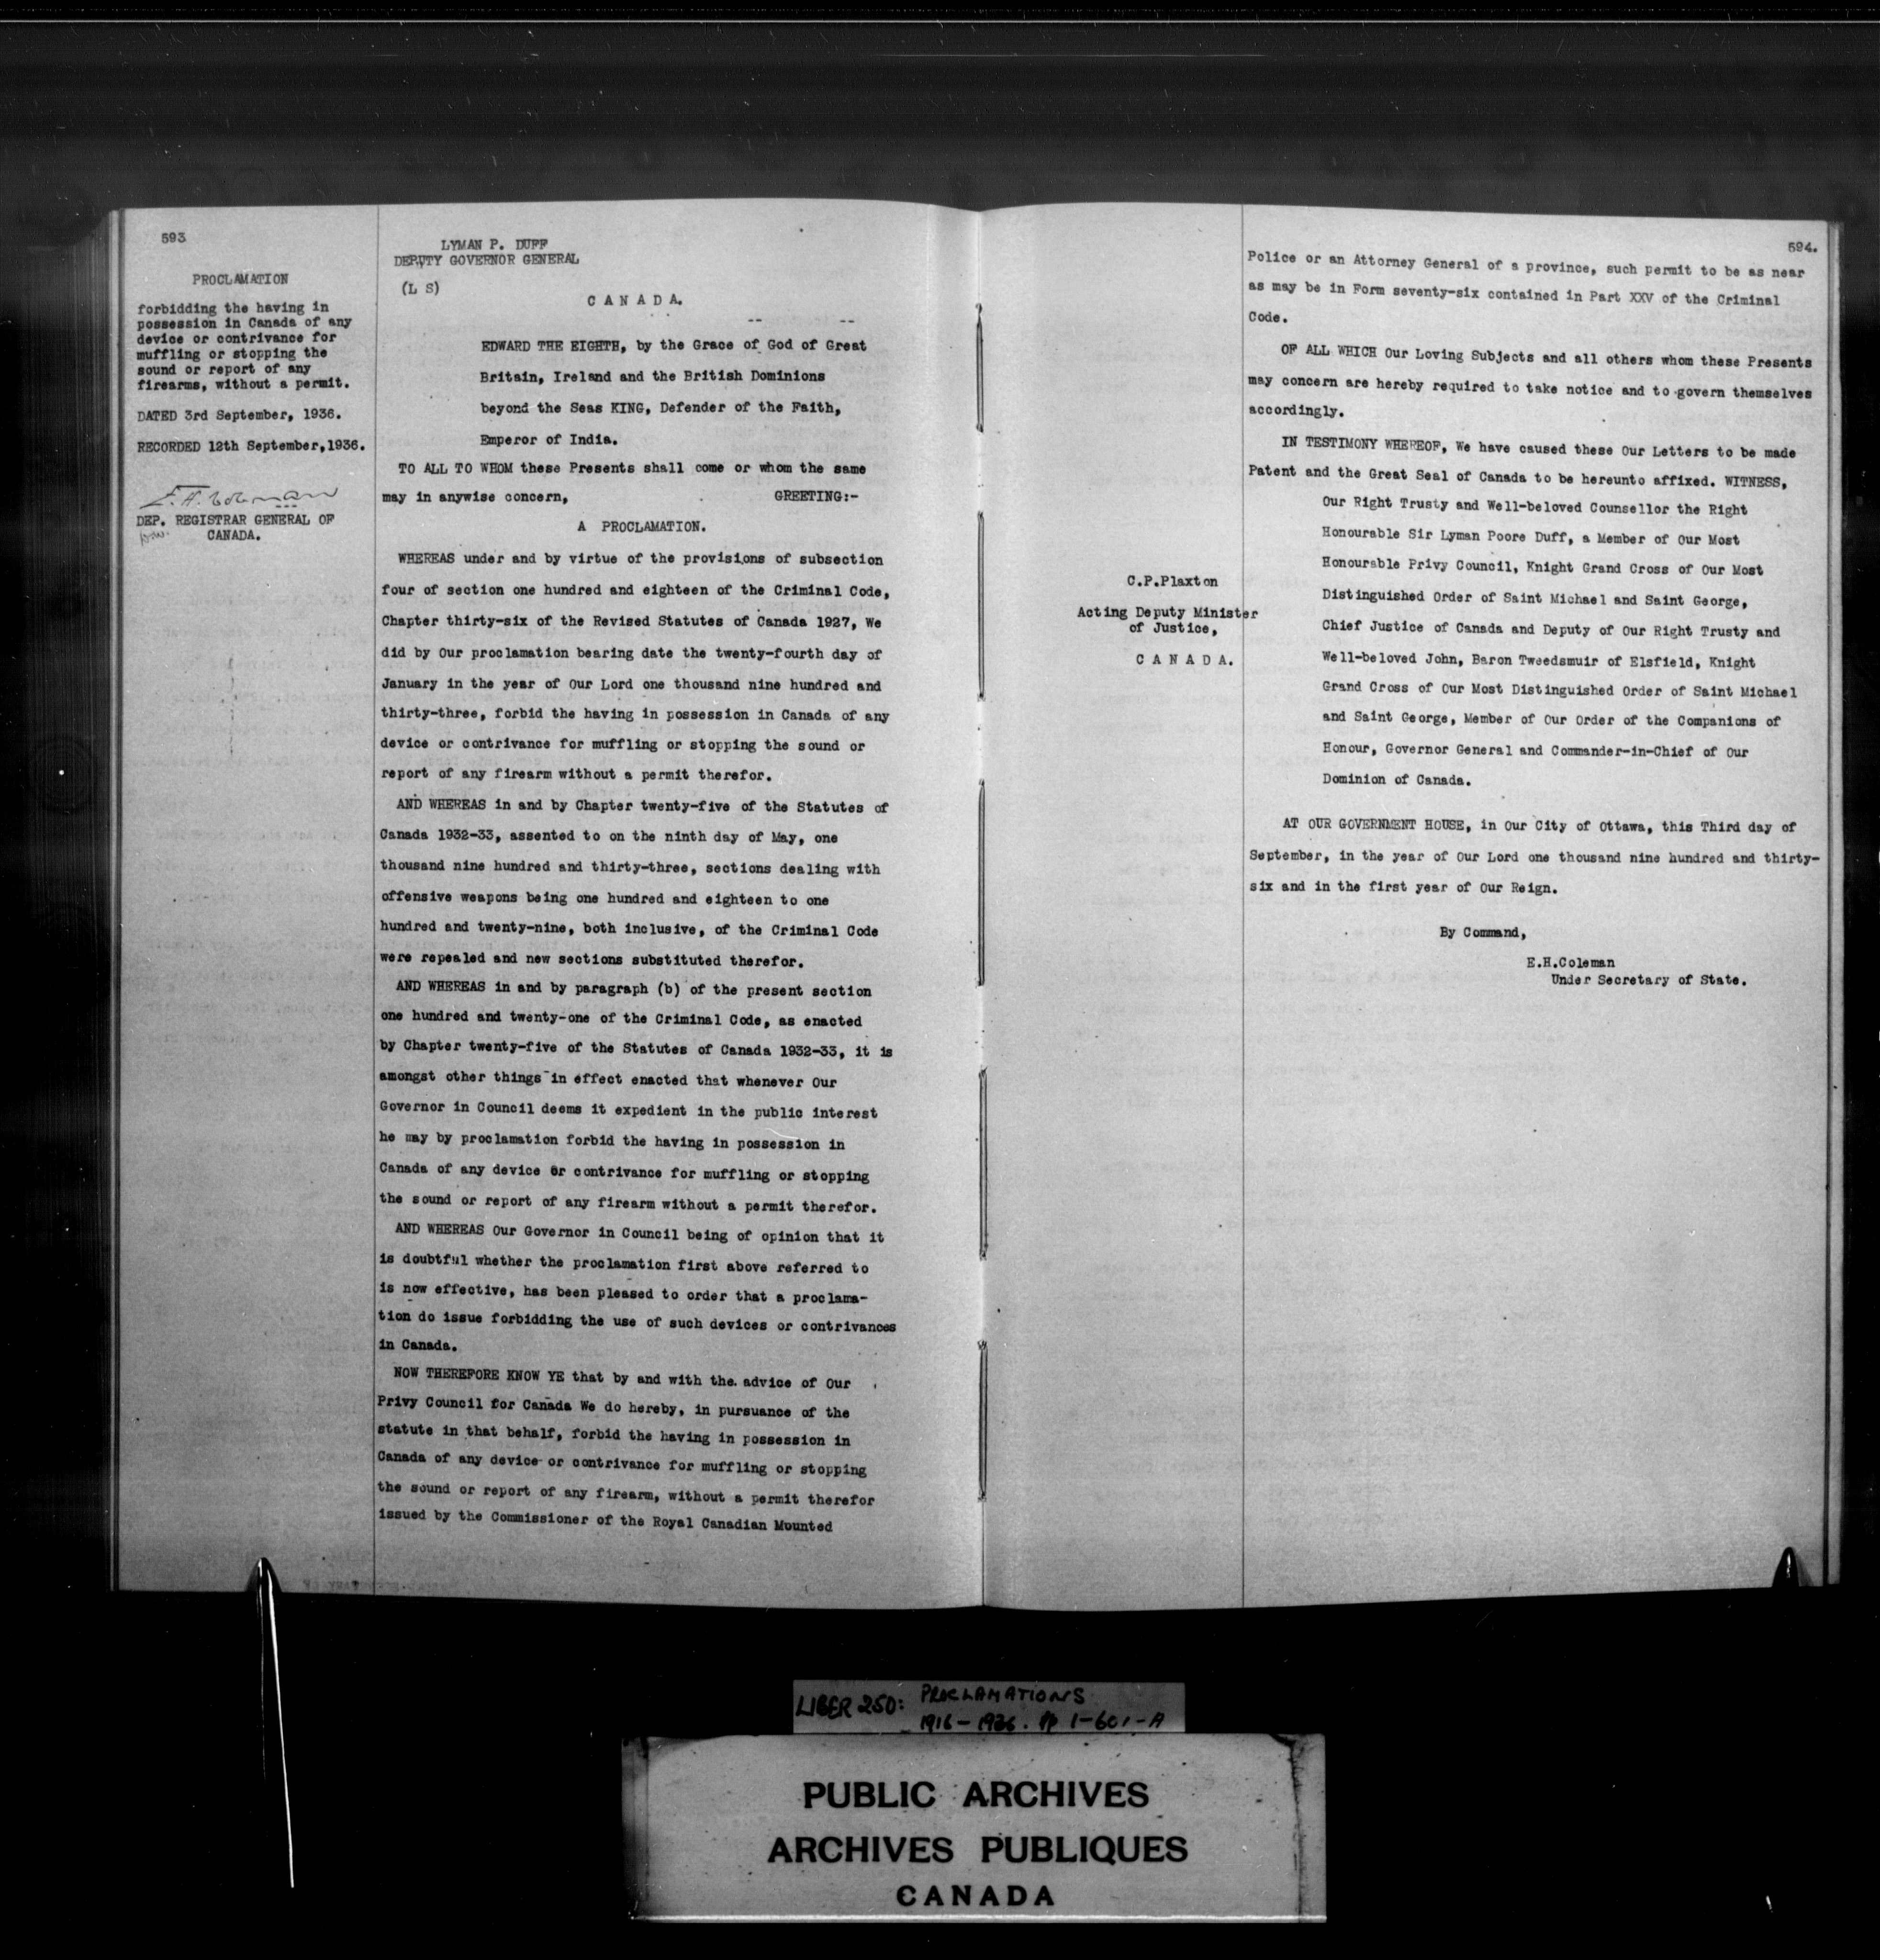 593
PROCLAMATION
forbidding the having in
possession in Canada of any
device or contrivance for
muffling or stopping the
sound or report of any
firearms, without a permit.
DATED 3rd September, 1936.
RECORDED 12th September,1936.
E.H. Coleman
DEP. REGISTRAR GENERAL OF
CANADA.
LYMAN P. DUFF
DEPUTY GOVERNOR GENERAL
(L S)
C A N A D A.
EDWARD THE EIGHTH, by the Grace of God of Great
Britain, Ireland and the British Dominions
beyond the Seas KING, Defender of the Faith,
Emperor of India.
TO ALL TO WHOM these Presents shall come or whom the same
may in anywise concern, GREETING:-
A PROCLAMATION.
WHEREAS under and by virtue of the provisions of subsection
four of section one hundred and eighteen of the Criminal Code,
Chapter thirty-six of the Revised Statutes of Canada 1927, We
did by Our proclamation bearing date the twenty-fourth day of
January in the year of Our Lord one thousand nine hundred and
thirty-three, forbid the having in possession in Canada of any
device or contrivance for muffling or stopping the sound or
report of any firearm without a permit therefor.
AND WHEREAS in and by Chapter twenty-five of the Statutes of
Canada 1932-33, assented to on the ninth day of May, one
thousand nine hundred and thirty-three, sections dealing with
offensive weapons being one hundred and eighteen to one
hundred and twenty-nine, both inclusive, of the Criminal Code
were repealed and new sections substituted therefor.
AND WHEREAS in and by paragraph (b) of the present section
one hundred and twenty-one of the Criminal Code, as enacted
by Chapter twenty-five of the Statutes of Canada 1932-33, it is
amongst other things in effect enacted that whenever Our
Governor in Council deems it expedient in the public interest
he may by proclamation forbid the having in possession in
Canada of any device or contrivance for muffling or stopping
the sound or report of any firearm without a permit therefor.
AND WHEREAS Our Governor in Council being of opinion that it
is doubtful whether the proclamation first above referred to
is now effective, has been pleased to order that a proclama-
tion do issue forbidding the use of such devices or contrivances
in Canada.
NOW THEREFORE KNOW YE that by and with the advice of Our
Privy Council for Canada We do hereby, in pursuance of the
statute in that behalf, forbid the having in possession in
Canada of any device or contrivance for muffling or stopping
the sound or report of any firearm, without a permit therefor
issued by the Commissioner of the Royal Canadian Mounted
594.
Police or an Attorney General of a province, such permit to be as near
as may be in Form seventy-six contained in Part XXV of the Criminal
Code.
OF ALL WHICH Our Loving Subjects and all others whom these Presents
may concern are hereby required to take notice and to govern themselves
accordingly.
IN TESTIMONY WHEREOF, We have caused these Our Letters to be made
Patent and the Great Seal of Canada to be hereunto affixed. WITNESS,
Our Right Trusty and Well-beloved Counsellor the Right
Honourable Sir Lyman Poore Duff, a Member of Our Most
Honourable Privy Council, Knight Grand Cross of Our Most
Distinguished Order of Saint Michael and Saint George,
Chief Justice of Canada and Deputy of Our Right Trusty and
Well-beloved John, Baron Tweedsmuir of Elsfield, Knight
Grand Cross of Our Most Distinguished Order of Saint Michael
and Saint George, Member of Our Order of the Companions of
Honour, Governor General and Commander-in-Chief of Our
Dominion of Canada.
C.P.Plaxton
Acting Deputy Minister
of Justice,
C A N A D A.
AT OUR GOVERNMENT HOUSE, in Our City of Ottawa, this Third day of
September, in the year of Our Lord one thousand nine hundred and thirty-
six and in the first year of Our Reign.
By Command,
E.H.Coleman
Under Secretary of State.
LIBER 250: PROCLAMATIONS
1916-1936. pp 1-601-A
PUBLIC ARCHIVES
ARCHIVES PUBLIQUES
CANADA